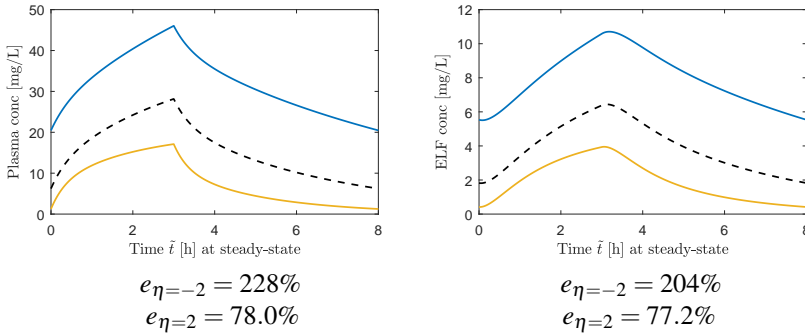 50
40
30
20
10
0
Plasma conc [mg/L]
0 2 4 6 8
Time t̃ [h] at steady-state
e_{η=−2} = 228%
e_{η=2} = 78.0%
12
10
8
6
4
2
0
ELF conc [mg/L]
0 2 4 6 8
Time t̃ [h] at steady-state
e_{η=−2} = 204%
e_{η=2} = 77.2%